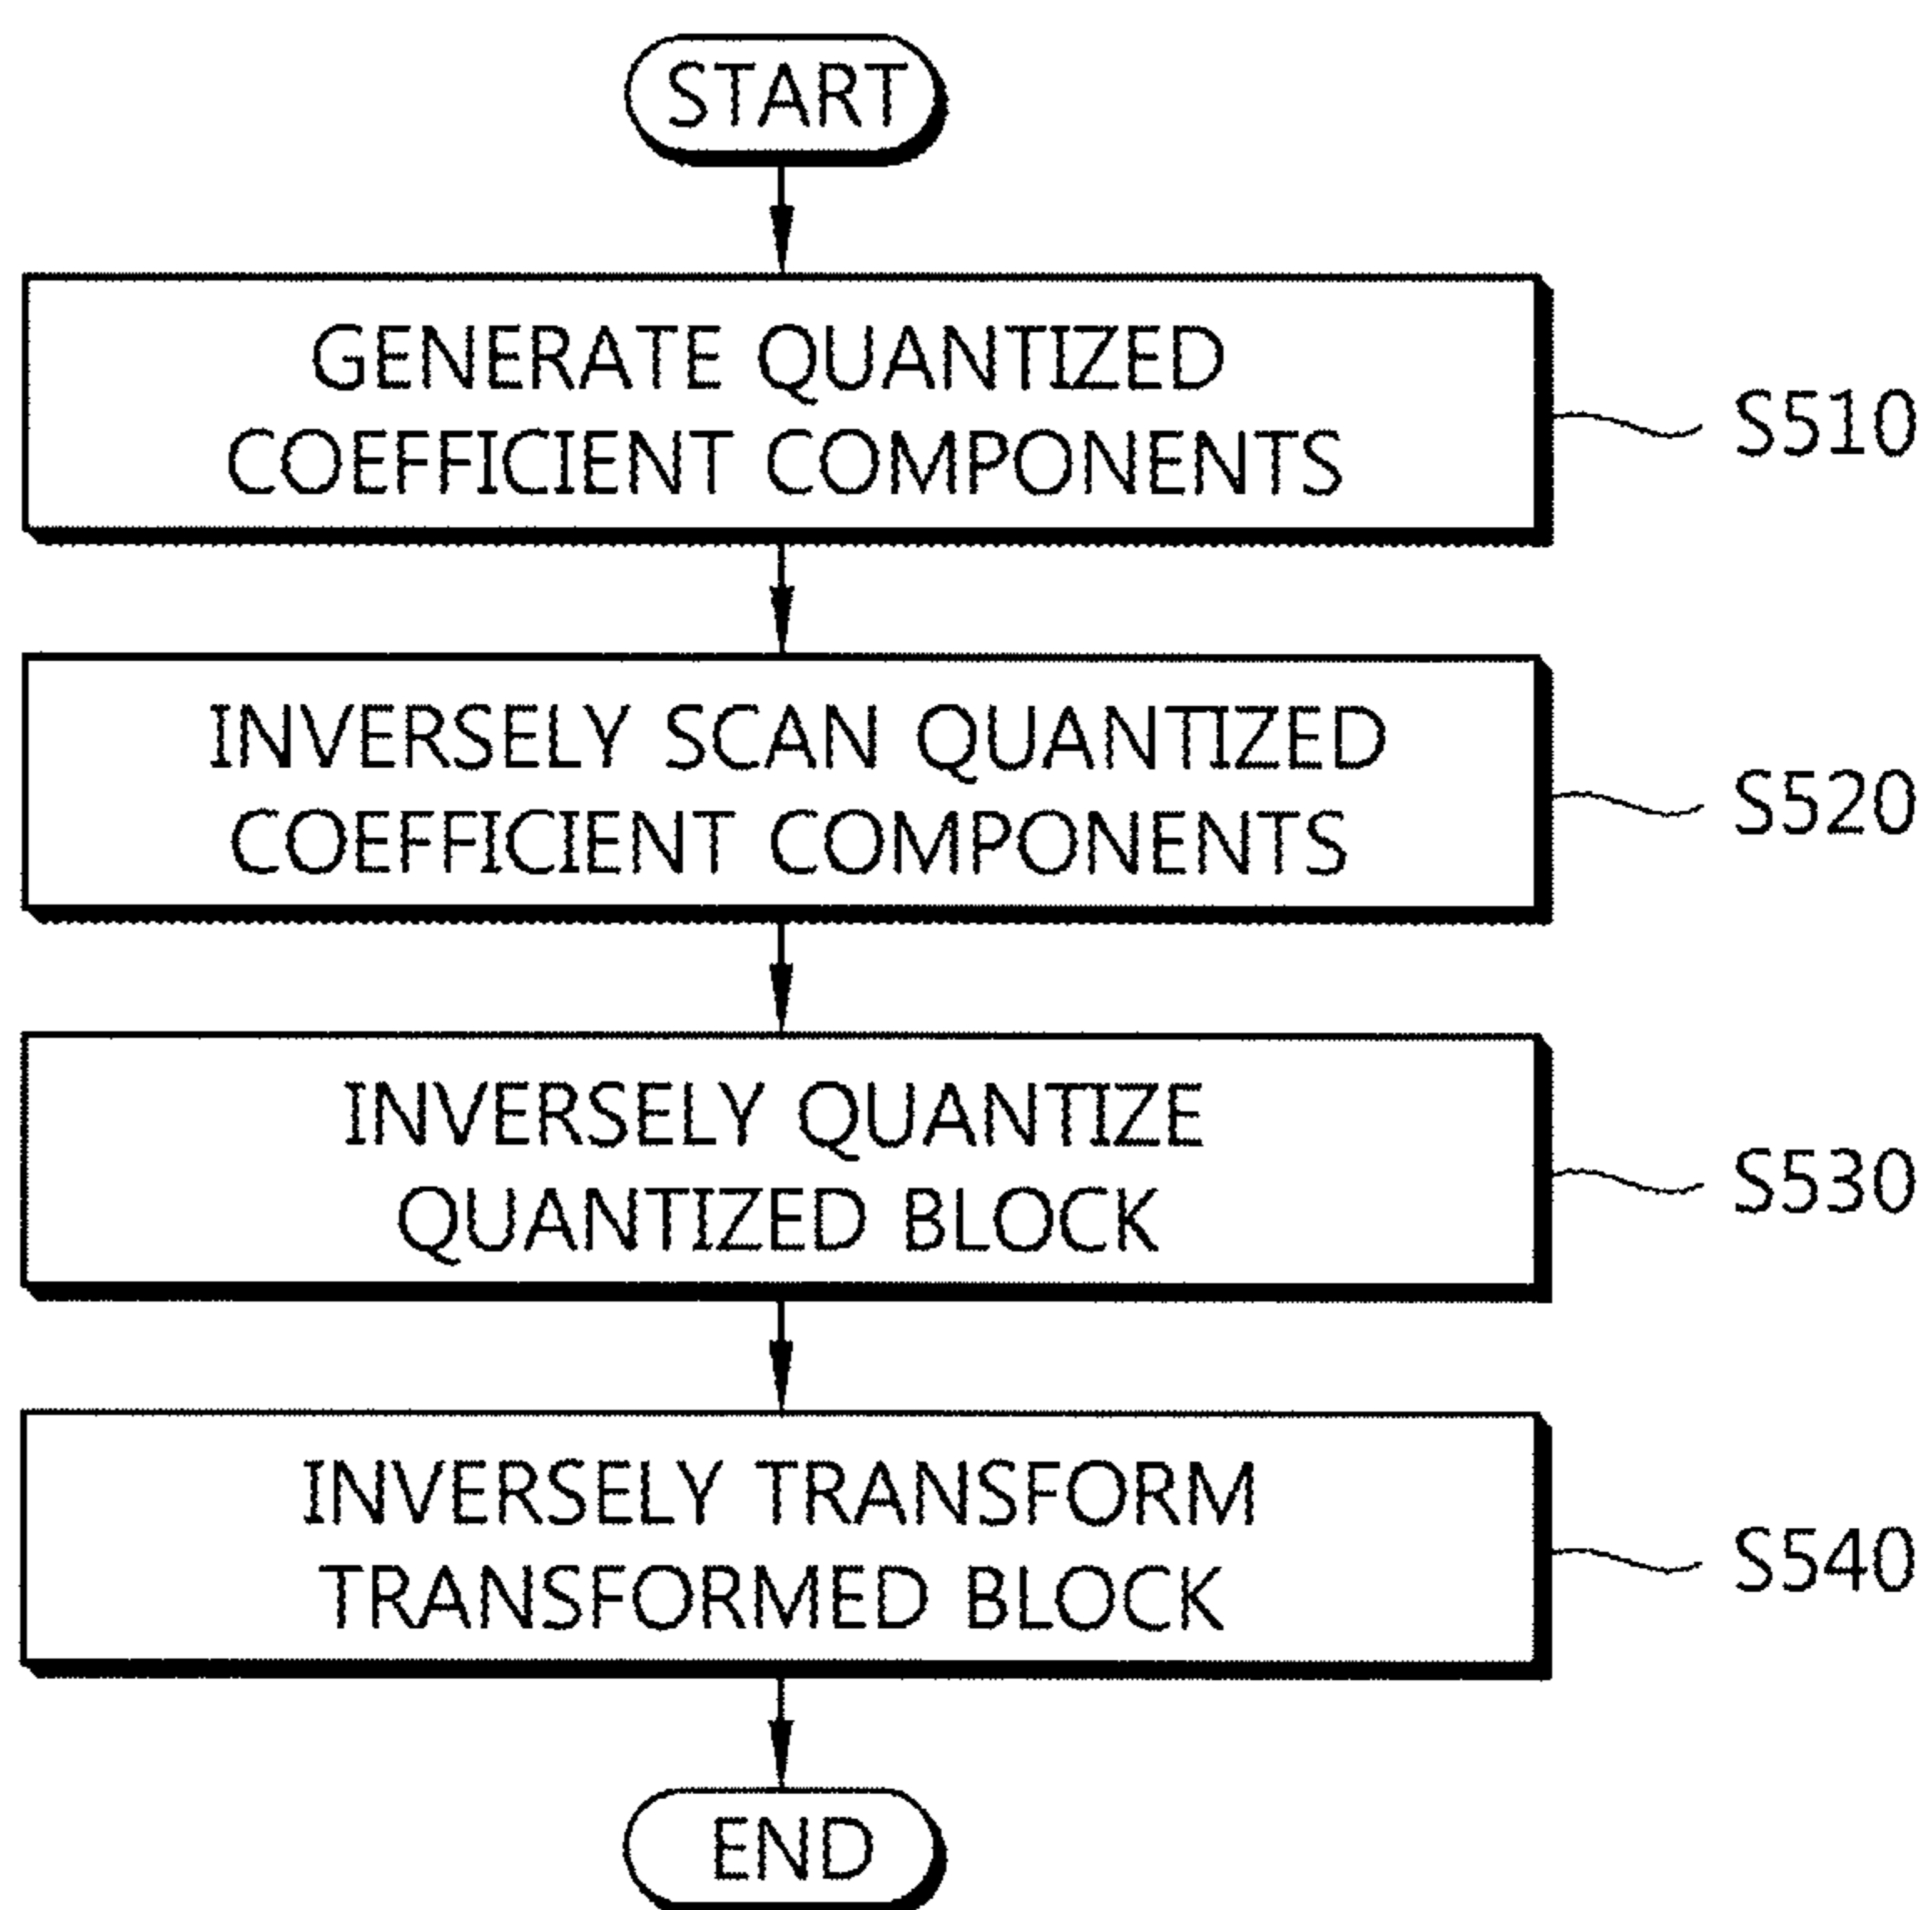 START
GENERATE QUANTIZED
COEFFICIENT COMPONENTS
S510
INVERSELY SCAN QUANTIZED
COEFFICIENT COMPONENTS
S520
INVERSELY QUANTIZE
QUANTIZED BLOCK
S530
INVERSELY TRANSFORM
TRANSFORMED BLOCK
S540
END